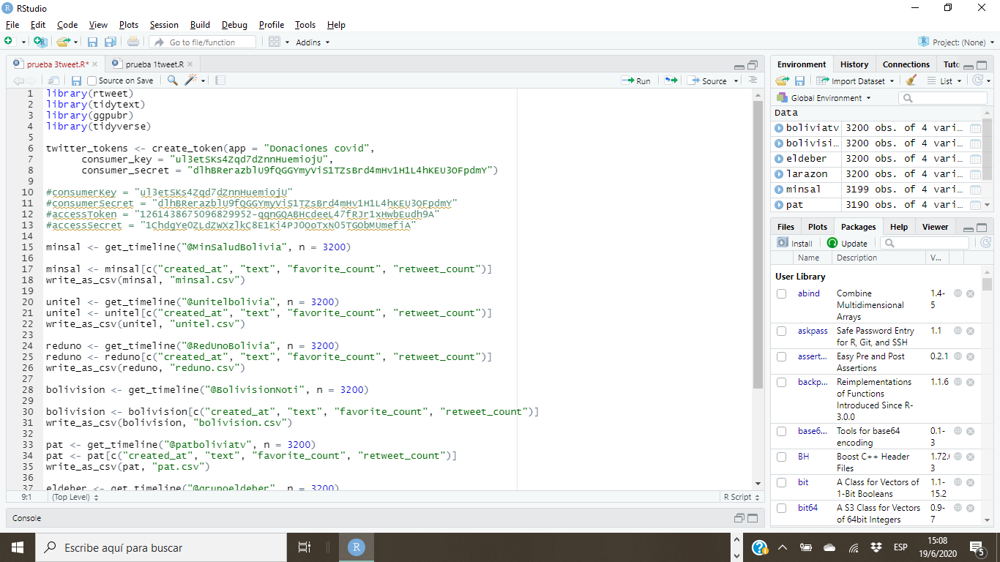 RStudio
File Edit Code View Plots Session Build Debug Profile Tools Help
Go to file/function Addins Project: (None)
prueba 3tweet.R* prueba 1tweet.R
Source on Save Run Source
1 library(rtweet)
2 library(tidytext)
3 library(ggpubr)
4 library(tidyverse)
5
6 twitter_tokens <- create_token(app = "Donaciones covid",
7 consumer_key = "
8 consumer_secret = "
9
10 #consumerKey = "
11 #consumerSecret = "
12 #accessToken = "
13 #accessSecret = "
14
15 minsal <- get_timeline("@MinSaludBolivia", n = 3200)
16
17 minsal <- minsal[c("created_at", "text", "favorite_count", "retweet_count")]
18 write_as_csv(minsal, "minsal.csv")
19
20 unitel <- get_timeline("@unitelbolivia", n = 3200)
21 unitel <- unitel[c("created_at", "text", "favorite_count", "retweet_count")]
22 write_as_csv(unitel, "unitel.csv")
23
24 reduno <- get_timeline("@RedUnoBolivia", n = 3200)
25 reduno <- reduno[c("created_at", "text", "favorite_count", "retweet_count")]
26 write_as_csv(reduno, "reduno.csv")
27
28 bolivision <- get_timeline("@BolivisionNoti", n = 3200)
29
30 bolivision <- bolivision[c("created_at", "text", "favorite_count", "retweet_count")]
31 write_as_csv(bolivision, "bolivision.csv")
32
33 pat <- get_timeline("@patboliviatv", n = 3200)
34 pat <- pat[c("created_at", "text", "favorite_count", "retweet_count")]
35 write_as_csv(pat, "pat.csv")
36
37 eldeber <- get_timeline("@grupoeldeber", n = 3200)
9:1 (Top Level) R Script
Console
Environment History Connections Tuto
Import Dataset List
Global Environment
Data
boliviatv 3200 obs. of 4 vari...
bolivisi... 3200 obs. of 4 vari...
eldeber 3200 obs. of 4 vari...
larazon 3200 obs. of 4 vari...
minsal 3199 obs. of 4 vari...
pat 3190 obs. of 4 vari...
Files Plots Packages Help Viewer
Install Update
Name Description V...
User Library
abind Combine 1.4-
Multidimensional 5
Arrays
askpass Safe Password Entry 1.1
for R, Git, and SSH
assert... Easy Pre and Post 0.2.1
Assertions
backp... Reimplementations 1.1.6
of Functions
Introduced Since R-
3.0.0
base6... Tools for base64 0.1-
encoding 3
BH Boost C++ Header 1.72.
Files 3
bit A Class for Vectors of 1.1-
1-Bit Booleans 15.2
bit64 A S3 Class for Vectors 0.9-
of 64bit Integers 7
Escribe aquí para buscar
ESP
15:08
19/6/2020
5